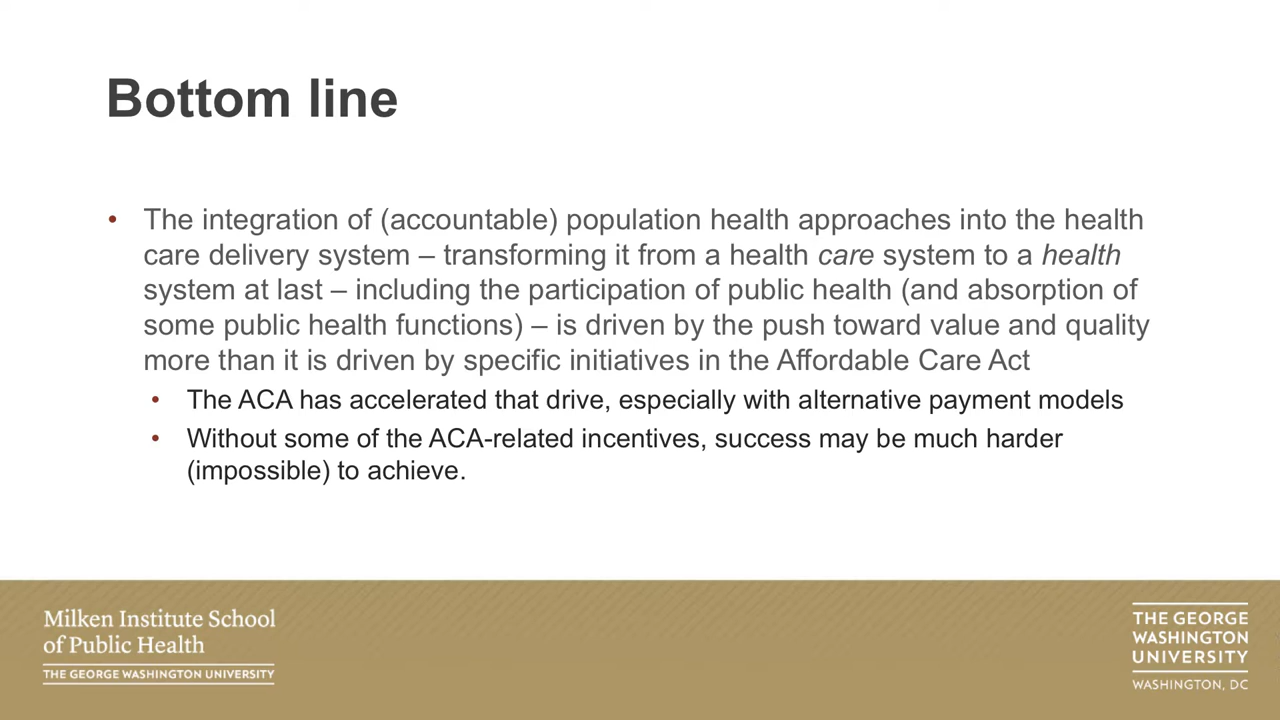 Bottom line
• The integration of (accountable) population health approaches into the health
care delivery system – transforming it from a health care system to a health
system at last – including the participation of public health (and absorption of
some public health functions) – is driven by the push toward value and quality
more than it is driven by specific initiatives in the Affordable Care Act
• The ACA has accelerated that drive, especially with alternative payment models
• Without some of the ACA-related incentives, success may be much harder
(impossible) to achieve.
Milken Institute School
of Public Health
THE GEORGE WASHINGTON UNIVERSITY
THE GEORGE
WASHINGTON
UNIVERSITY
WASHINGTON, DC